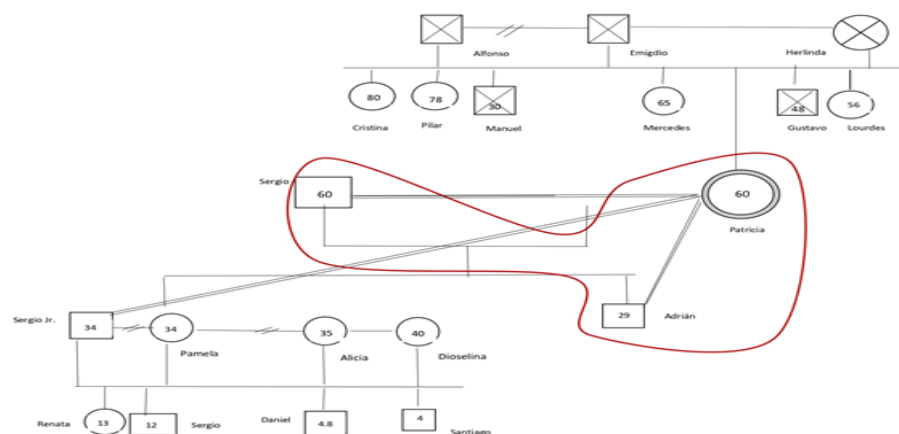 Alfonso
Emigdio
Herlinda
80
78
30
65
48
56
Cristina
Pilar
Manuel
Mercedes
Gustavo
Lourdes
Sergio
60
60
Patricia
29
Adrián
Sergio Jr.
34
34
35
40
Pamela
Alicia
Dioselina
Renata
13
12
Sergio
Daniel
4.8
4
Santiago